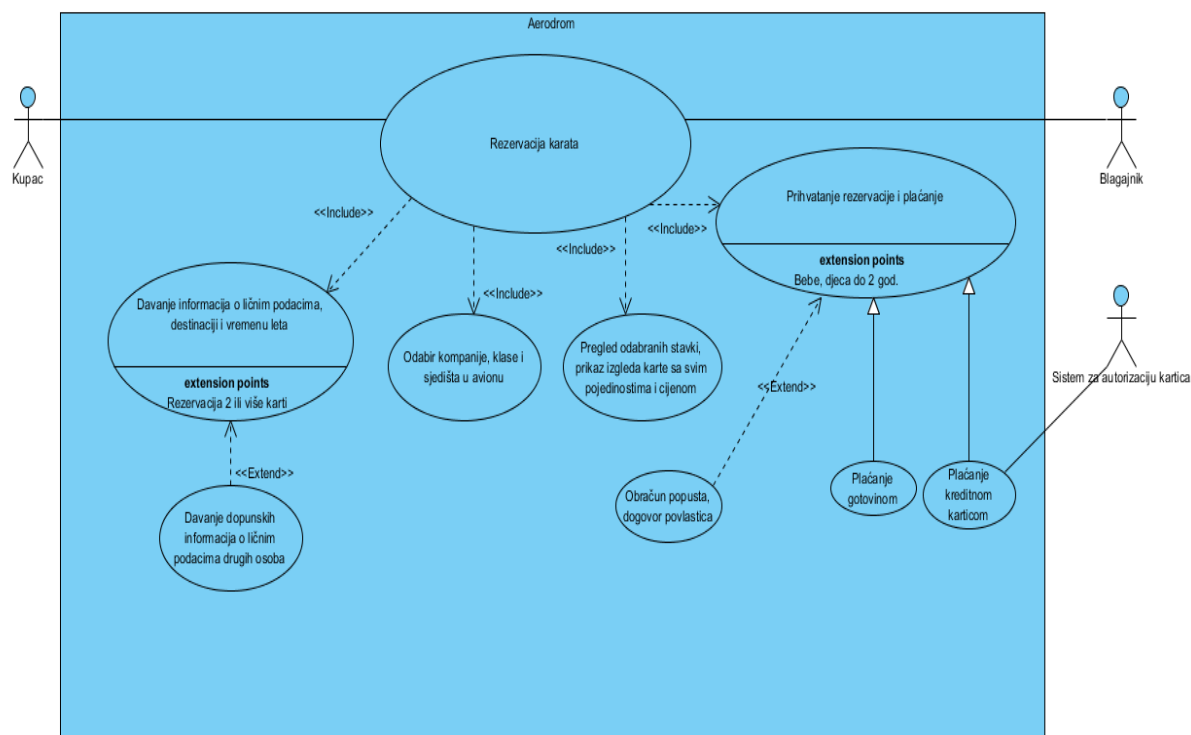 Aerodrom
Rezervacija karata
Kupac
Blagajnik
<<Include>>
<<Include>>
<<Include>>
<<Include>>
Prihvatanje rezervacije i plaćanje
extension points
Bebe, djeca do 2 god.
Davanje informacija o ličnim podacima,
destinaciji i vremenu leta
extension points
Rezervacija 2 ili više karti
Odabir kompanije, klase i
sjedišta u avionu
Pregled odabranih stavki,
prikaz izgleda karte sa svim
pojedinostima i cijenom
Sistem za autorizaciju kartica
<<Extend>>
<<Extend>>
Davanje dopunskih
informacija o ličnim
podacima drugih osoba
Obračun popusta,
dogovor povlastica
Plaćanje
gotovinom
Plaćanje
kreditnom
karticom